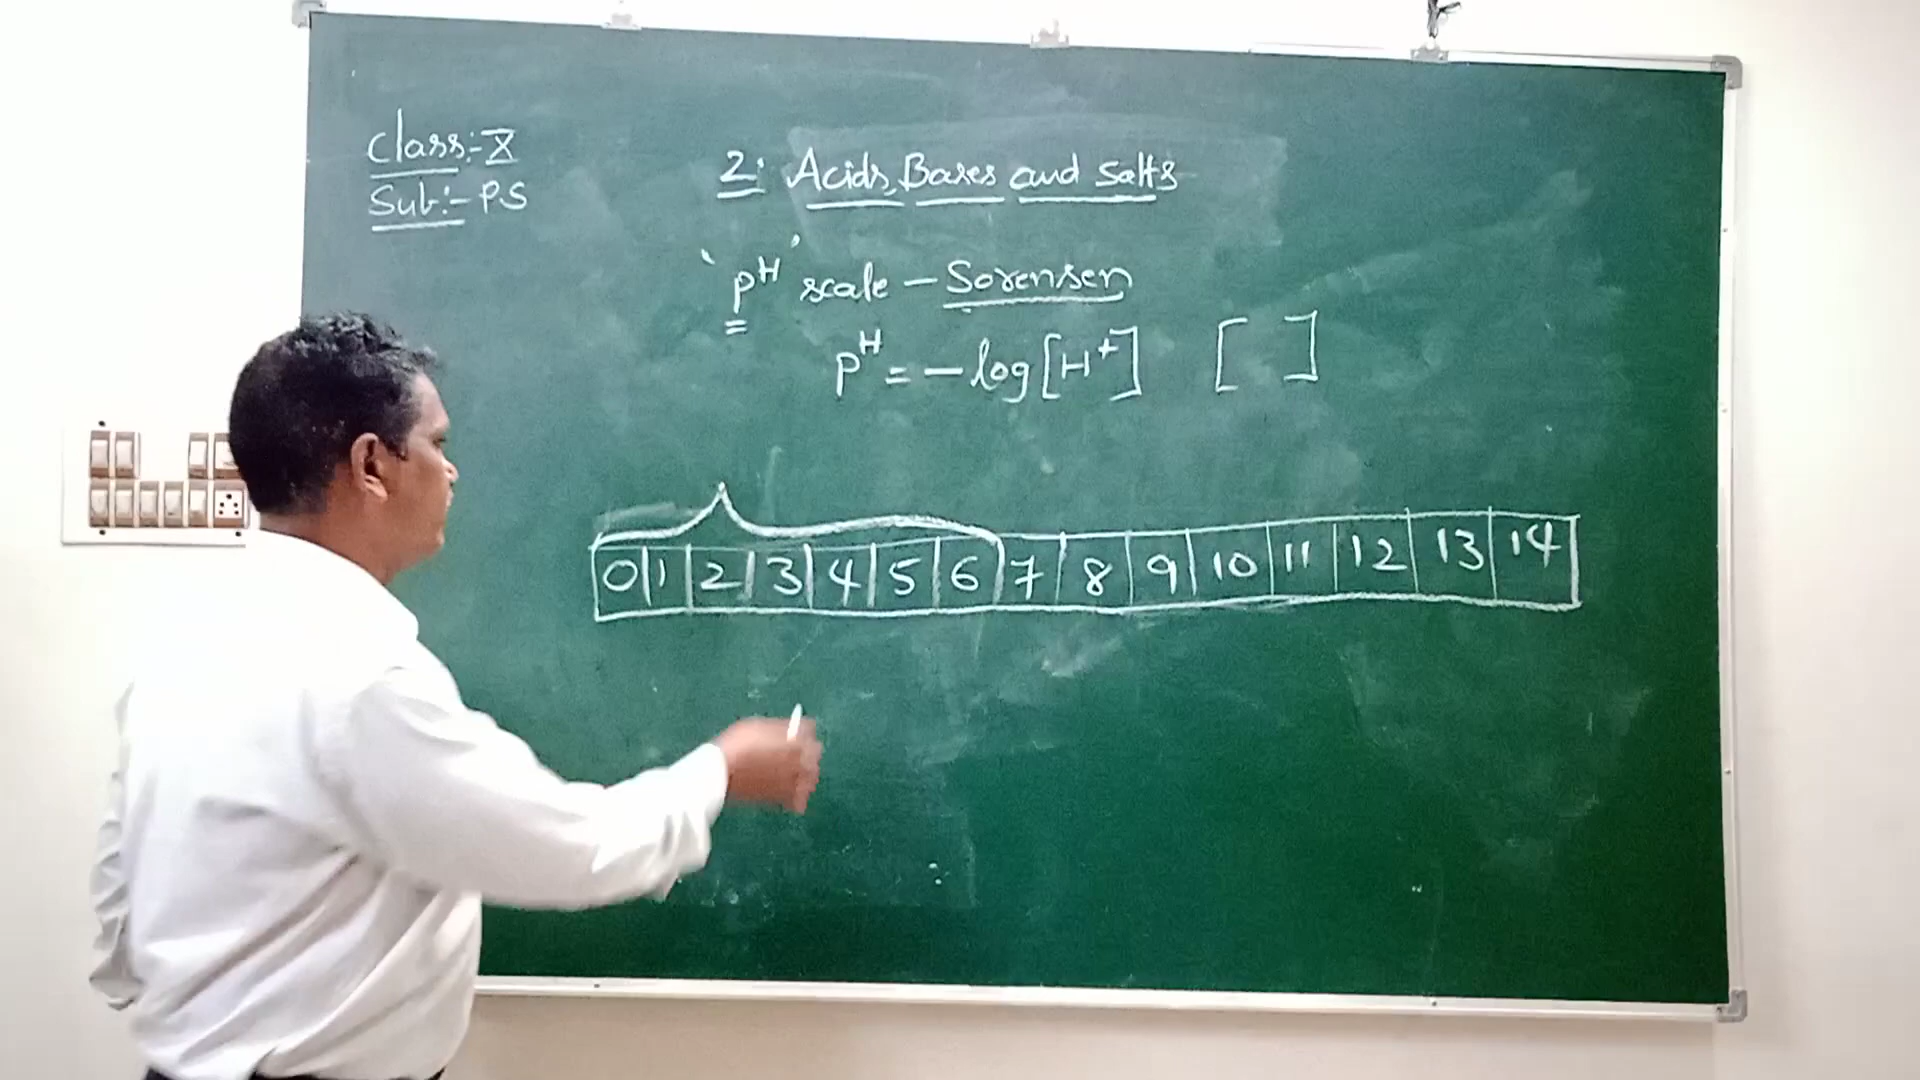 Class:- X
Sub:- PS
2. Acids, Bases and Salts
'pH' scale - Sorensen
pH = - log [H+] [ ]
0 1 2 3 4 5 6 7 8 9 10 11 12 13 14